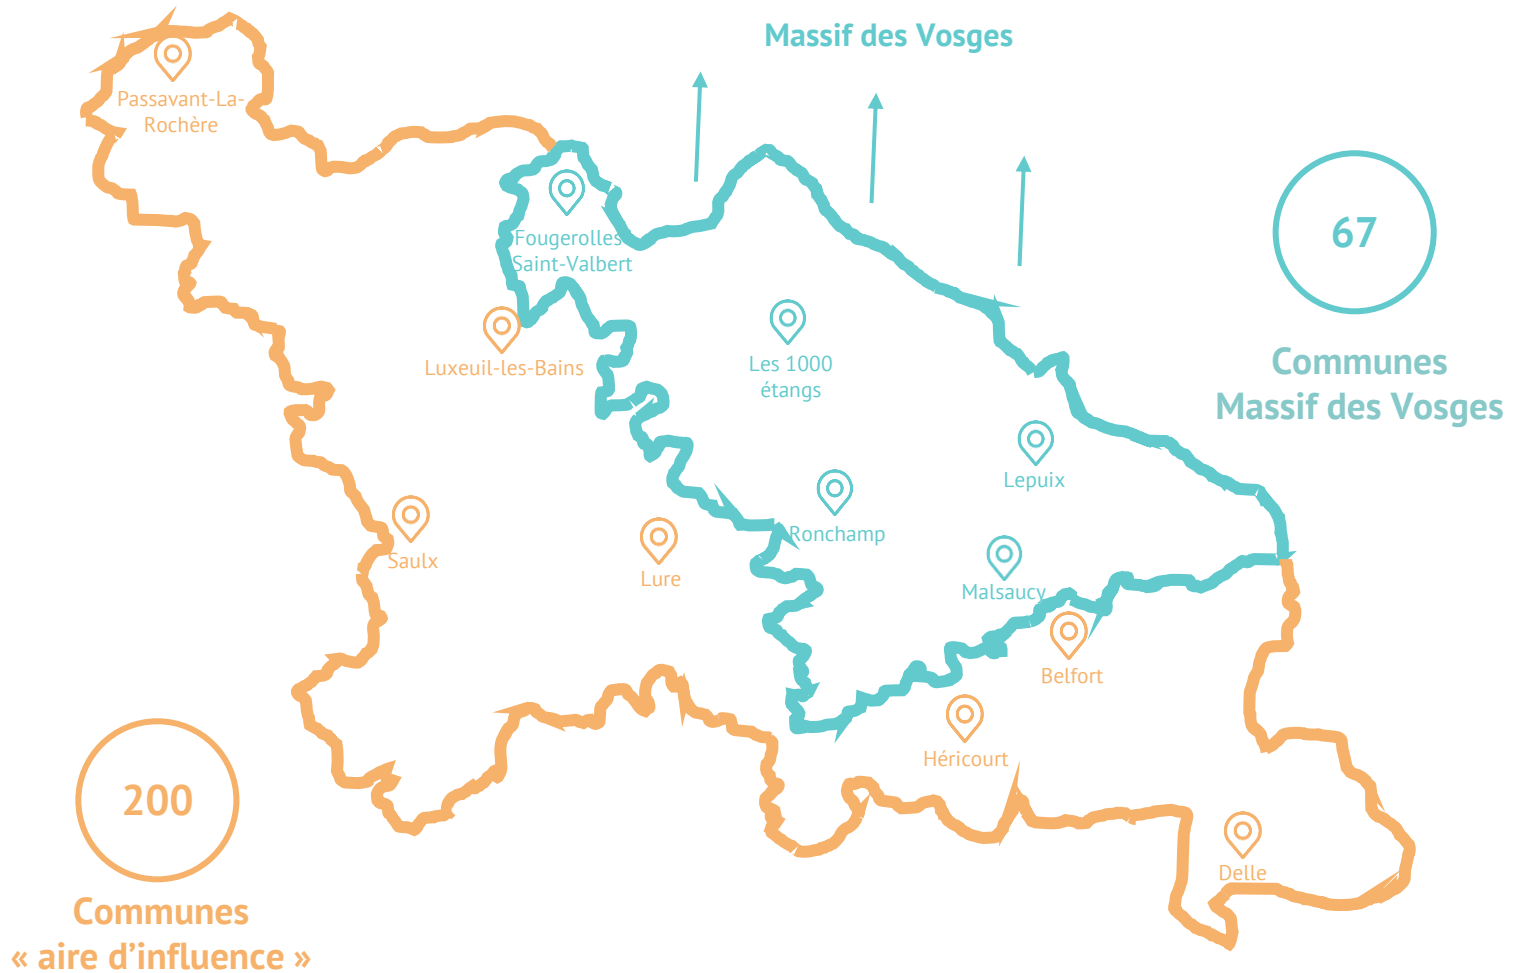 Massif des Vosges
Passavant-La-
Rochère
67
Fougerolles
Saint-Valbert
Luxeuil-les-Bains
Les 1000
étangs
Communes
Massif des Vosges
Lepuix
Ronchamp
Saulx
Lure
Malsaucy
Belfort
Héricourt
200
Delle
Communes
« aire d’influence »